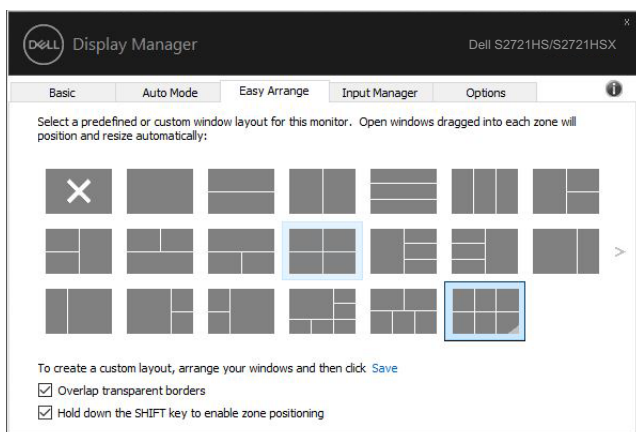 x
DELL Display Manager Dell S2721HS/S2721HSX
Basic Auto Mode Easy Arrange Input Manager Options i
Select a predefined or custom window layout for this monitor. Open windows dragged into each zone will
position and resize automatically:
>
To create a custom layout, arrange your windows and then click Save
Overlap transparent borders
Hold down the SHIFT key to enable zone positioning